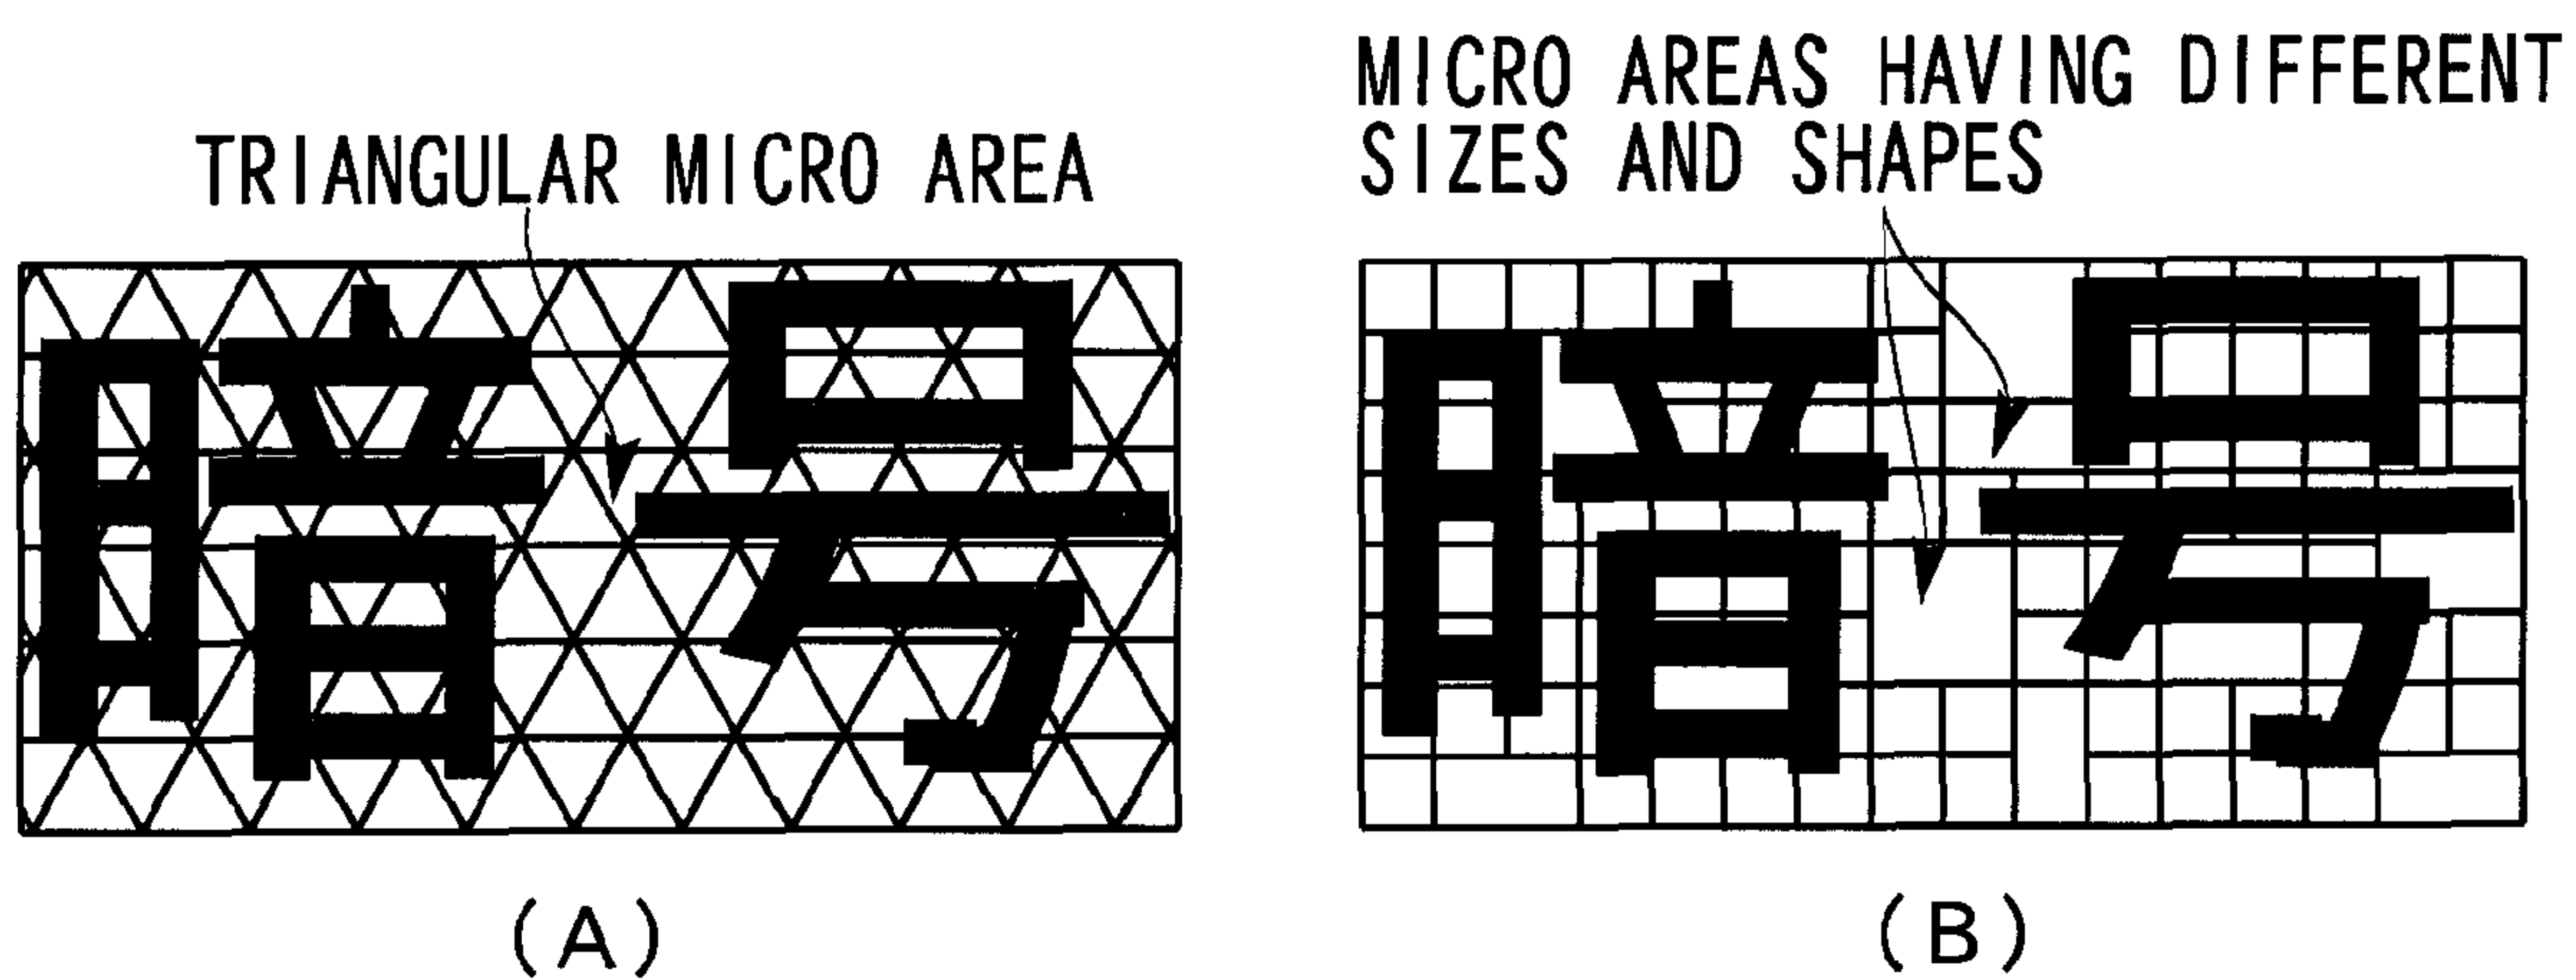 TRIANGULAR MICRO AREA
暗号
(A)
MICRO AREAS HAVING DIFFERENT
SIZES AND SHAPES
暗号
(B)